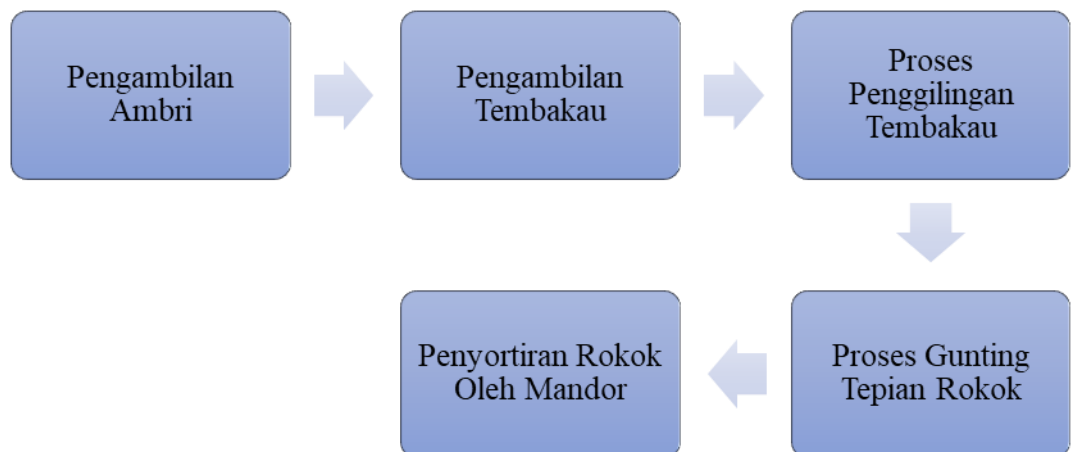 Pengambilan
Ambri
Pengambilan
Tembakau
Proses
Penggilingan
Tembakau
Proses Gunting
Tepian Rokok
Penyortiran Rokok
Oleh Mandor